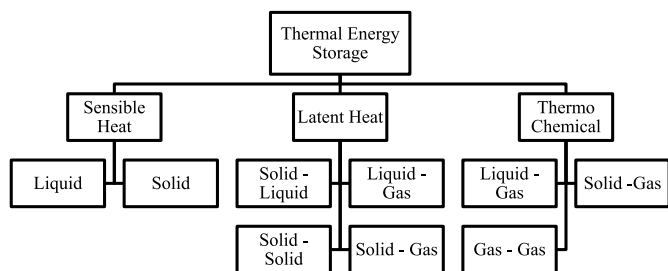 Thermal Energy
Storage
Sensible
Heat
Latent Heat
Thermo
Chemical
Liquid
Solid
Solid -
Liquid
Liquid -
Gas
Liquid -
Gas
Solid -Gas
Solid -
Solid
Solid - Gas
Gas - Gas